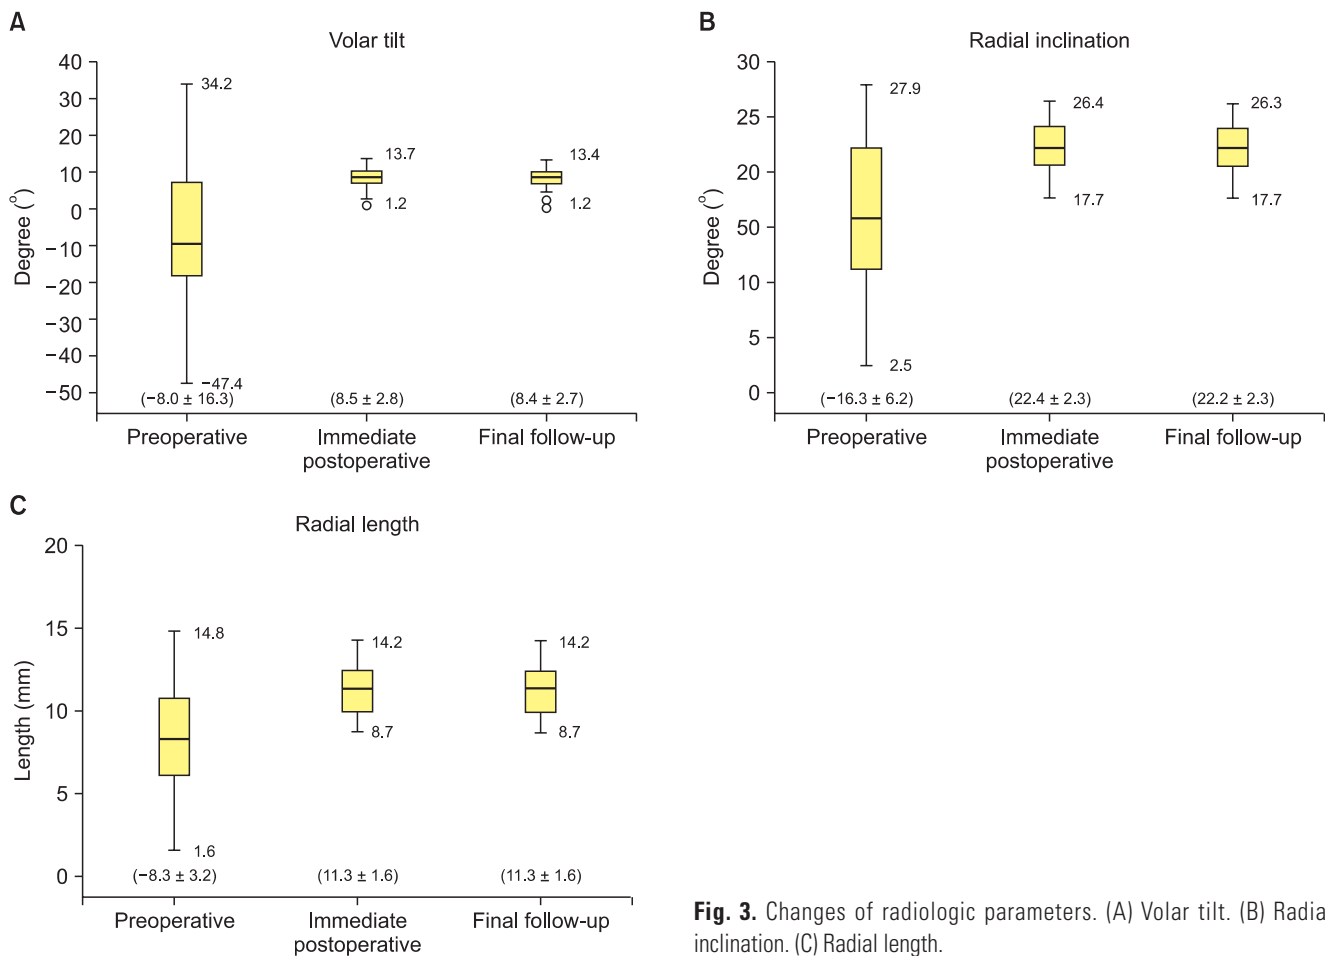 A
Volar tilt
40
30
20
10
0
−10
−20
−30
−40
−50
Degree (°)
34.2
−47.4
(−8.0 ± 16.3)
13.7
1.2
(8.5 ± 2.8)
13.4
1.2
(8.4 ± 2.7)
Preoperative
Immediate
postoperative
Final follow-up
B
Radial inclination
30
25
20
50
10
5
0
Degree (°)
27.9
2.5
(−16.3 ± 6.2)
26.4
17.7
(22.4 ± 2.3)
26.3
17.7
(22.2 ± 2.3)
Preoperative
Immediate
postoperative
Final follow-up
C
Radial length
20
15
10
5
0
Length (mm)
14.8
1.6
(−8.3 ± 3.2)
14.2
8.7
(11.3 ± 1.6)
14.2
8.7
(11.3 ± 1.6)
Preoperative
Immediate
postoperative
Final follow-up
Fig. 3. Changes of radiologic parameters. (A) Volar tilt. (B) Radia
inclination. (C) Radial length.